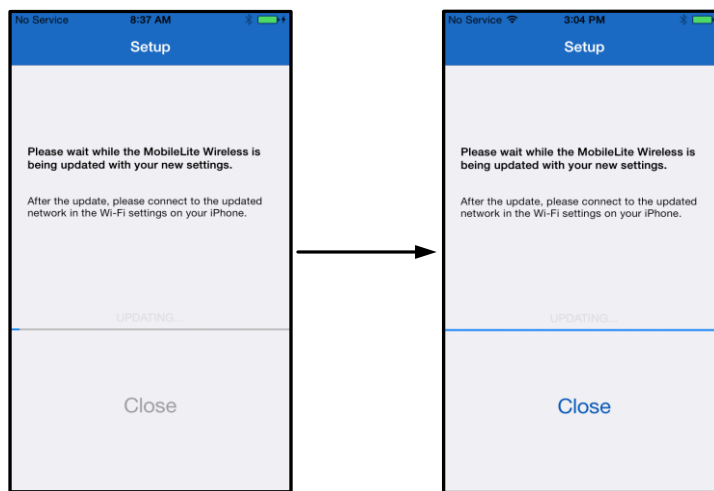 No Service
8:37 AM
Setup
Please wait while the MobileLite Wireless is
being updated with your new settings.
After the update, please connect to the updated
network in the Wi-Fi settings on your iPhone.
UPDATING...
Close
No Service
3:04 PM
Setup
Please wait while the MobileLite Wireless is
being updated with your new settings.
After the update, please connect to the updated
network in the Wi-Fi settings on your iPhone.
UPDATING...
Close